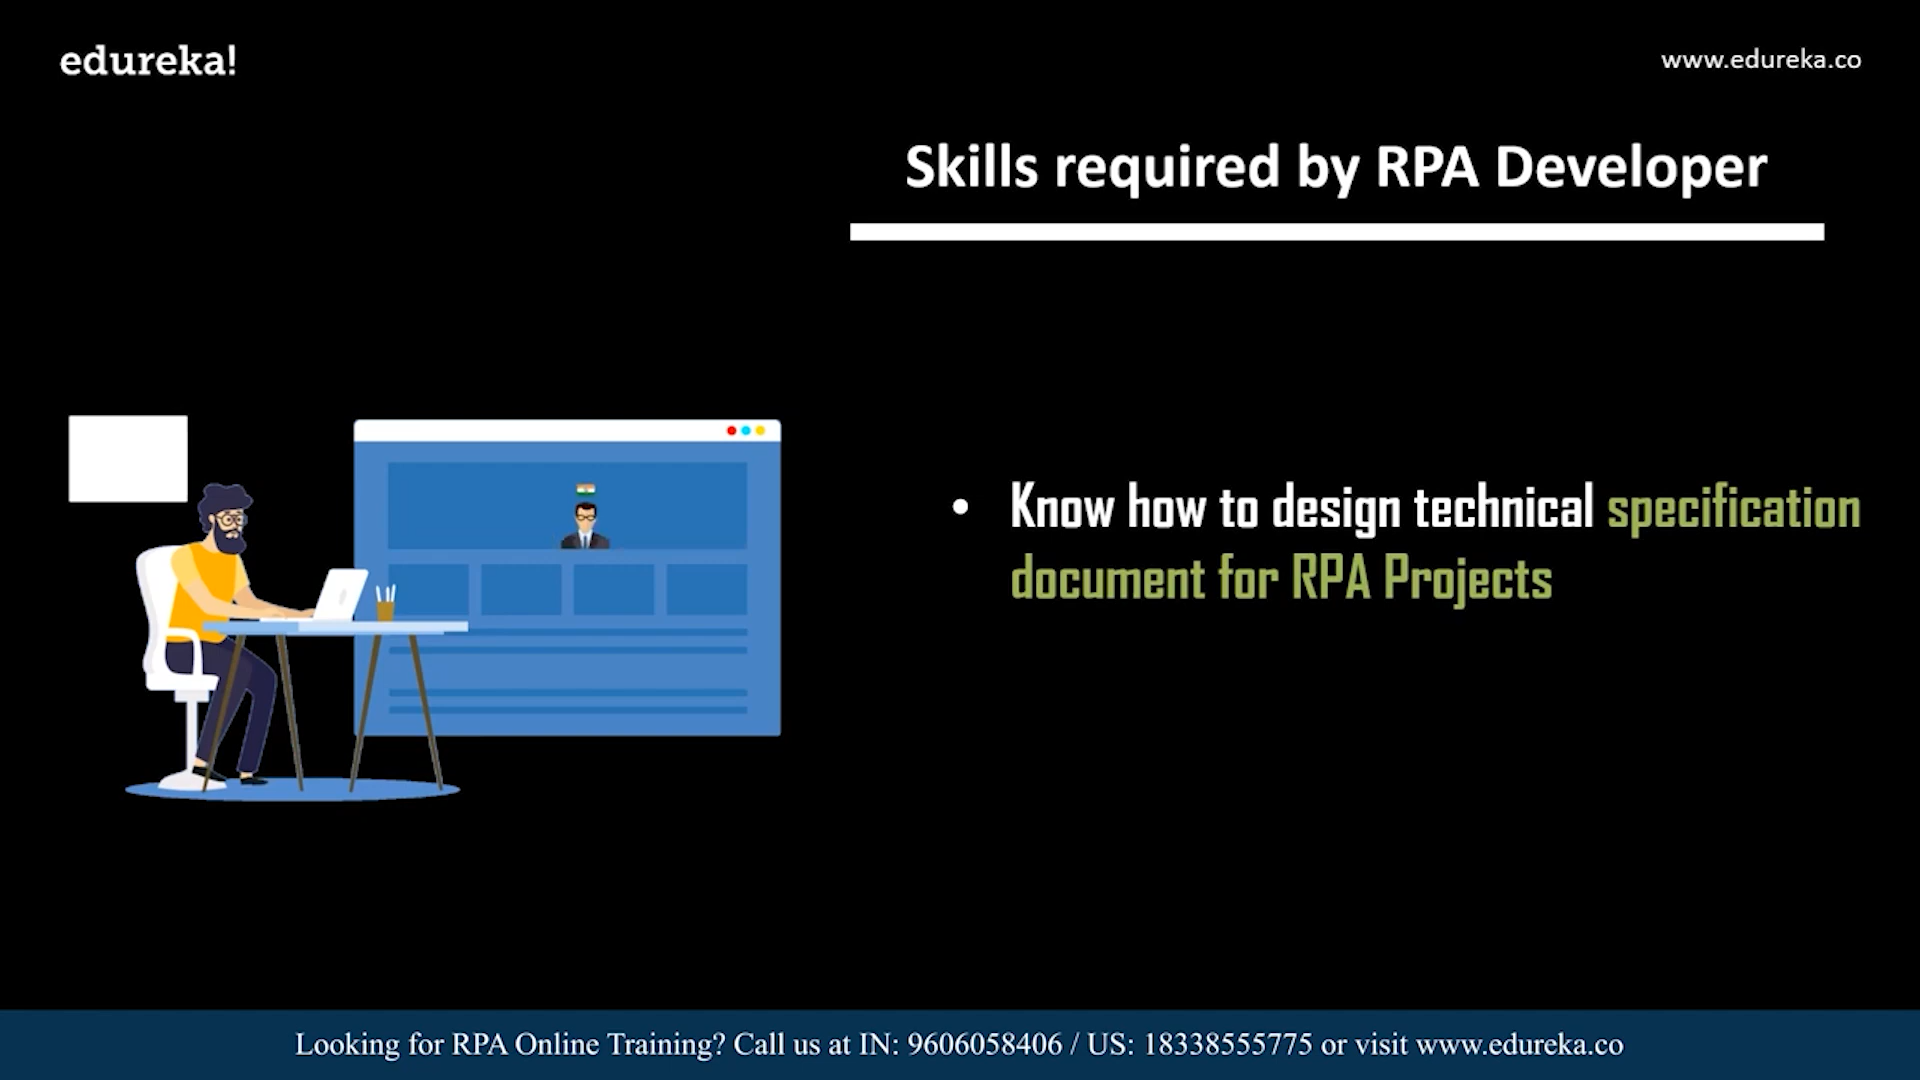 edureka!
www.edureka.co
Skills required by RPA Developer
• Know how to design technical specification
document for RPA Projects
Looking for RPA Online Training? Call us at IN: 9606058406 / US: 18338555775 or visit www.edureka.co